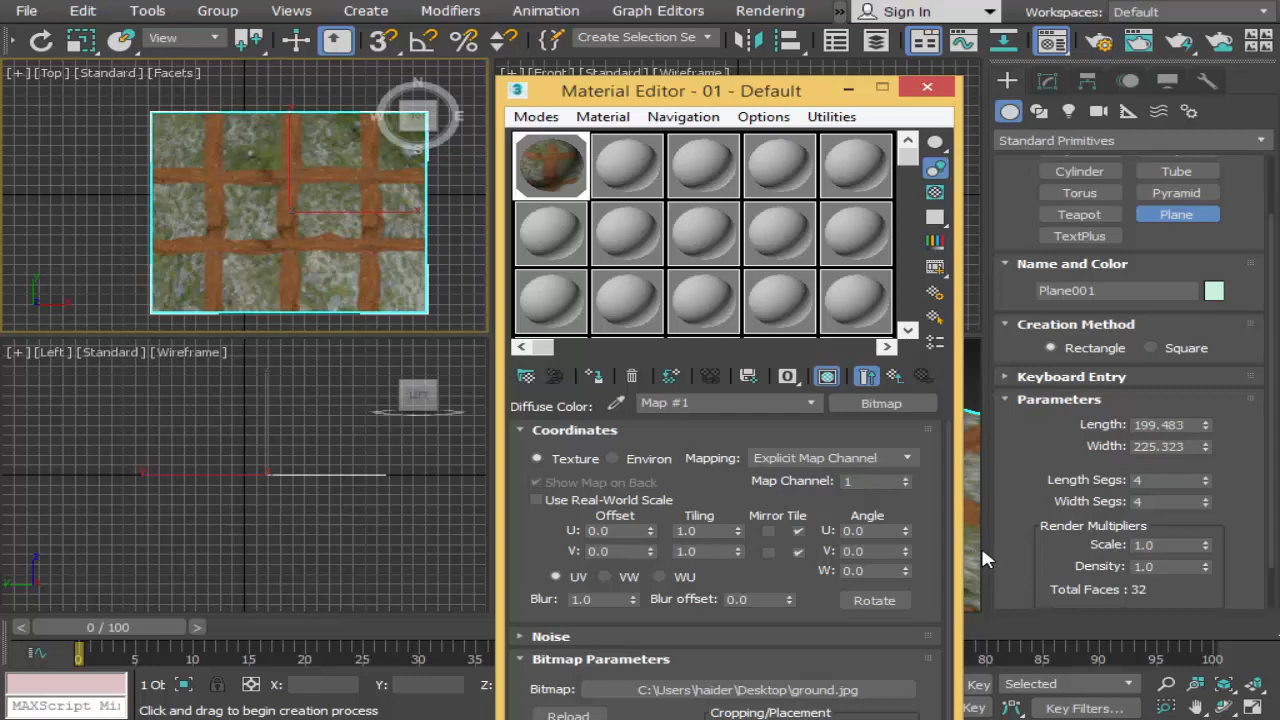 File Edit Tools Group Views Create Modifiers Animation Graph Editors Rendering » Sign In Workspaces: Default
View Create Selection Se
[+] [Top] [Standard] [Facets]
[+] [Front] [Standard] [Wireframe]
N
E
S
[+] [Left] [Standard] [Wireframe]
LEFT
Material Editor - 01 - Default
Modes Material Navigation Options Utilities
Diffuse Color: Map #1 Bitmap
Coordinates
Texture Environ Mapping: Explicit Map Channel
Show Map on Back Map Channel: 1
Use Real-World Scale
Offset Tiling Mirror Tile Angle
U: 0.0 1.0 U: 0.0
V: 0.0 1.0 V: 0.0
W: 0.0
UV VW WU
Blur: 1.0 Blur offset: 0.0 Rotate
Noise
Bitmap Parameters
Bitmap: C:\Users\haider\Desktop\ground.jpg
Reload Cropping/Placement
Standard Primitives
Cylinder Tube
Torus Pyramid
Teapot Plane
TextPlus
Name and Color
Plane001
Creation Method
Rectangle Square
Keyboard Entry
Parameters
Length: 199.483
Width: 225.323
Length Segs: 4
Width Segs: 4
Render Multipliers
Scale: 1.0
Density: 1.0
Total Faces : 32
0 / 100
0 5 10 15 20 25 30 35 80 85 90 95 100
1 Ob X: Y: Z: Key Selected
MAXScript Mi Click and drag to begin creation process Key Key Filters...